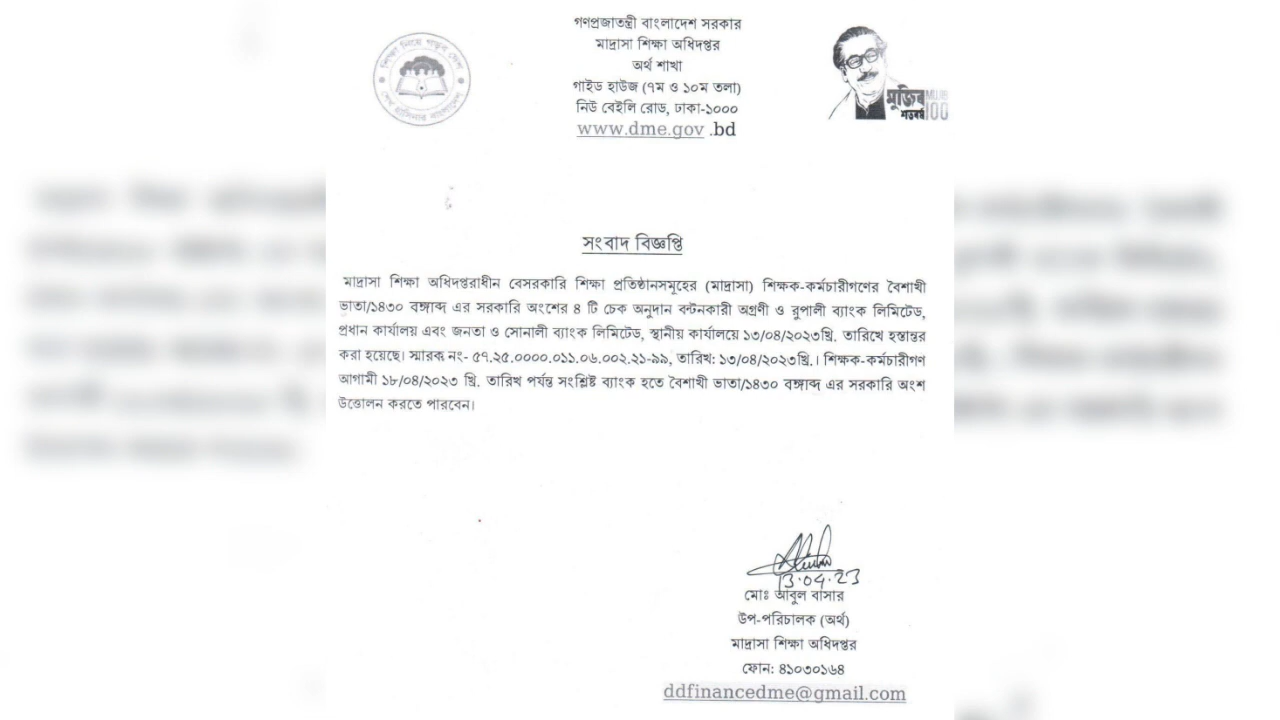 গণপ্রজাতন্ত্রী বাংলাদেশ সরকার
মাদ্রাসা শিক্ষা অধিদপ্তর
অর্থ শাখা
গাইড হাউজ (৭ম ও ১০ম তলা)
নিউ বেইলি রোড, ঢাকা-১০০০
www.dme.gov .bd
শিক্ষা নিয়ে গড়ব দেশ
শেখ হাসিনার বাংলাদেশ
মুজিব
শতবর্ষ 100
সংবাদ বিজ্ঞপ্তি
মাদ্রাসা শিক্ষা অধিদপ্তরাধীন বেসরকারি শিক্ষা প্রতিষ্ঠানসমূহের (মাদ্রাসা) শিক্ষক-কর্মচারীগণের বৈশাখী
ভাতা/১৪৩০ বঙ্গাব্দ এর সরকারি অংশের ৪ টি চেক অনুদান বন্টনকারী অগ্রণী ও রুপালী ব্যাংক লিমিটেড,
প্রধান কার্যালয় এবং জনতা ও সোনালী ব্যাংক লিমিটেড, স্থানীয় কার্যালয়ে ১৩/০৪/২০২৩খ্রি. তারিখে হস্তান্তর
করা হয়েছে। স্মারক নং- ৫৭.২৫.০০০০.০১১.০৬.০০২.২১-৯৯, তারিখ: ১৩/০৪/২০২৩খ্রি.। শিক্ষক-কর্মচারীগণ
আগামী ১৮/০৪/২০২৩ খ্রি. তারিখ পর্যন্ত সংশ্লিষ্ট ব্যাংক হতে বৈশাখী ভাতা/১৪৩০ বঙ্গাব্দ এর সরকারি অংশ
উত্তোলন করতে পারবেন।
13.04.23
মোঃ আবুল বাসার
উপ-পরিচালক (অর্থ)
মাদ্রাসা শিক্ষা অধিদপ্তর
ফোন: ৪১০৩০১৬৪
ddfinancedme@gmail.com